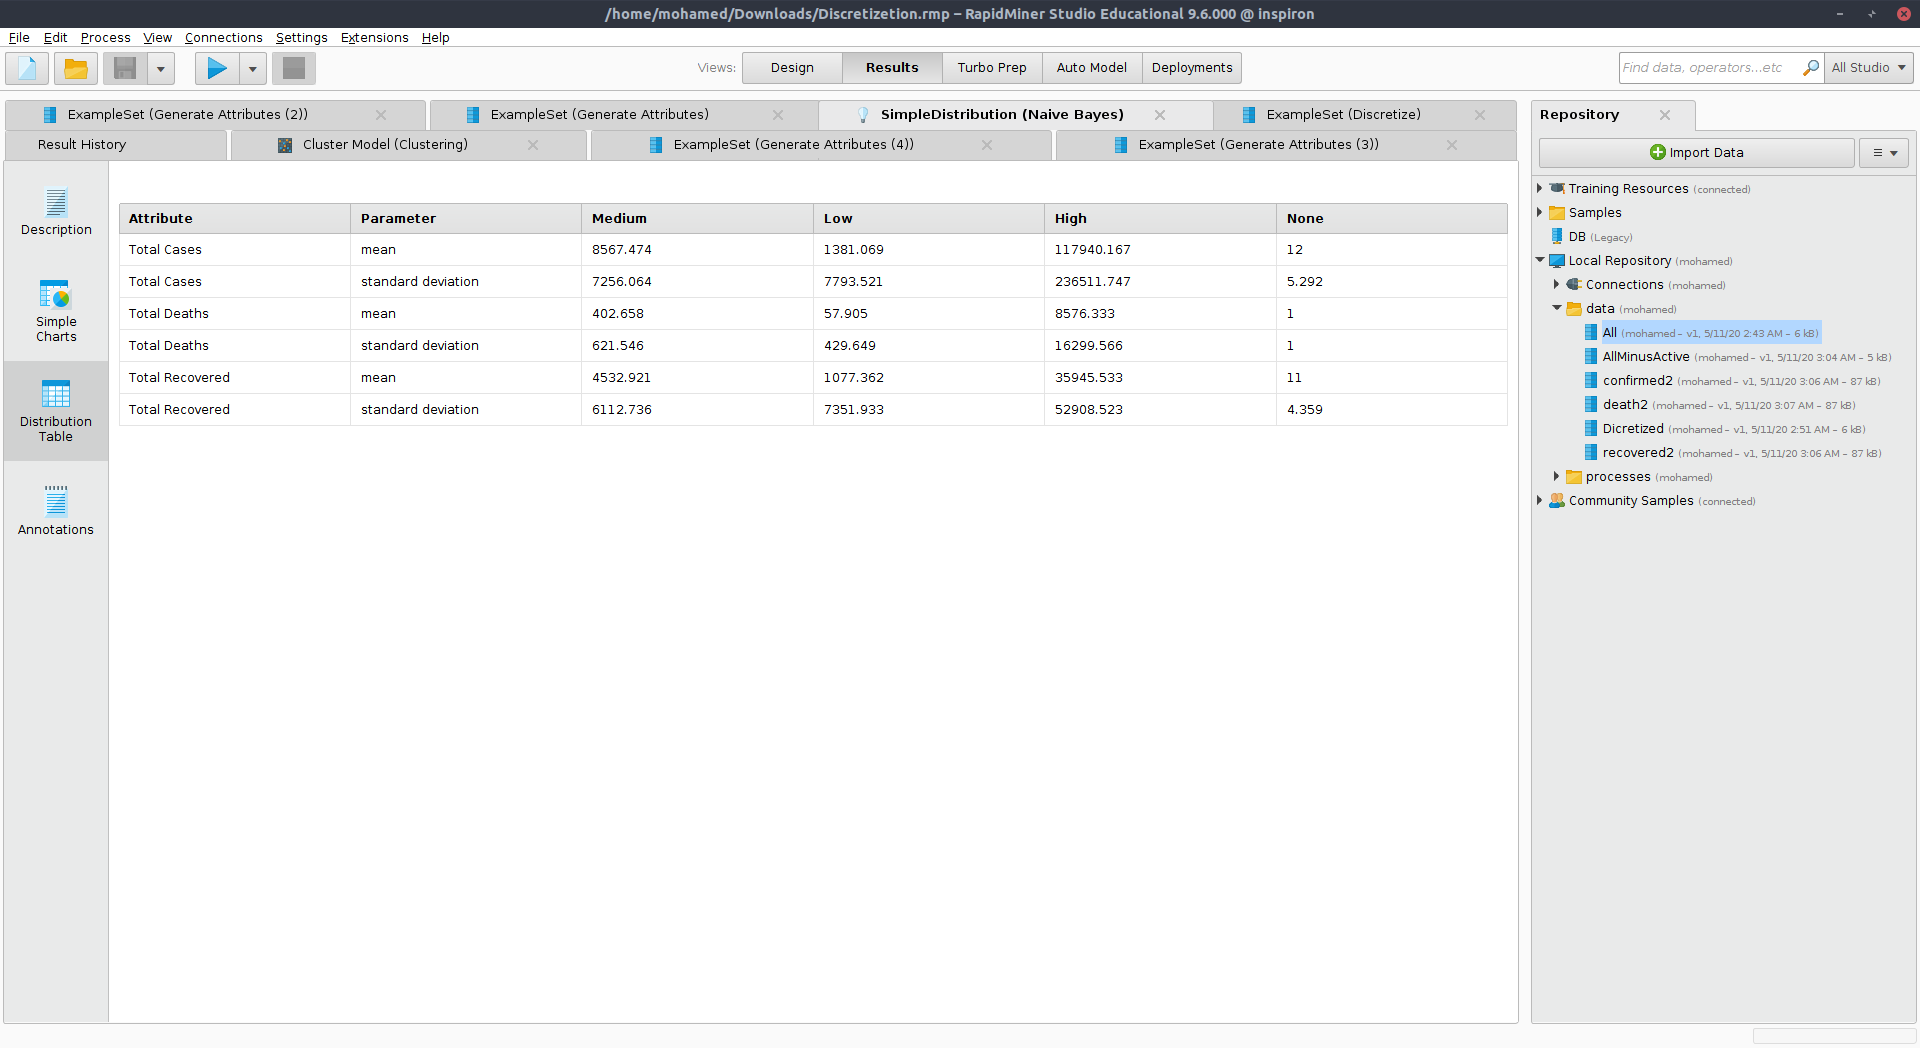 /home/mohamed/Downloads/Discretizetion.rmp – RapidMiner Studio Educational 9.6.000 @ inspiron
File Edit Process View Connections Settings Extensions Help
Views: Design Results Turbo Prep Auto Model Deployments Find data, operators...etc All Studio
ExampleSet (Generate Attributes (2)) ExampleSet (Generate Attributes) SimpleDistribution (Naive Bayes) ExampleSet (Discretize)
Result History Cluster Model (Clustering) ExampleSet (Generate Attributes (4)) ExampleSet (Generate Attributes (3))
Description
Simple
Charts
Distribution
Table
Annotations
Attribute Parameter Medium Low High None
Total Cases mean 8567.474 1381.069 117940.167 12
Total Cases standard deviation 7256.064 7793.521 236511.747 5.292
Total Deaths mean 402.658 57.905 8576.333 1
Total Deaths standard deviation 621.546 429.649 16299.566 1
Total Recovered mean 4532.921 1077.362 35945.533 11
Total Recovered standard deviation 6112.736 7351.933 52908.523 4.359
Repository
Import Data
Training Resources (connected)
Samples
DB (Legacy)
Local Repository (mohamed)
Connections (mohamed)
data (mohamed)
All (mohamed – v1, 5/11/20 2:43 AM – 6 kB)
AllMinusActive (mohamed – v1, 5/11/20 3:04 AM – 5 kB)
confirmed2 (mohamed – v1, 5/11/20 3:06 AM – 87 kB)
death2 (mohamed – v1, 5/11/20 3:07 AM – 87 kB)
Dicretized (mohamed – v1, 5/11/20 2:51 AM – 6 kB)
recovered2 (mohamed – v1, 5/11/20 3:06 AM – 87 kB)
processes (mohamed)
Community Samples (connected)